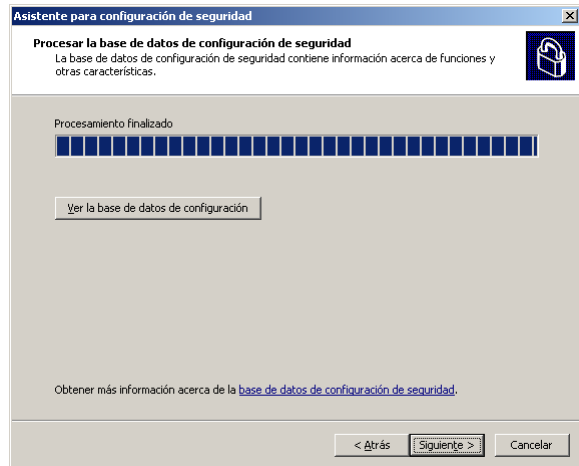 Asistente para configuración de seguridad
Procesar la base de datos de configuración de seguridad
La base de datos de configuración de seguridad contiene información acerca de funciones y
otras características.
Procesamiento finalizado
Ver la base de datos de configuración
Obtener más información acerca de la base de datos de configuración de seguridad.
< Atrás Siguiente > Cancelar